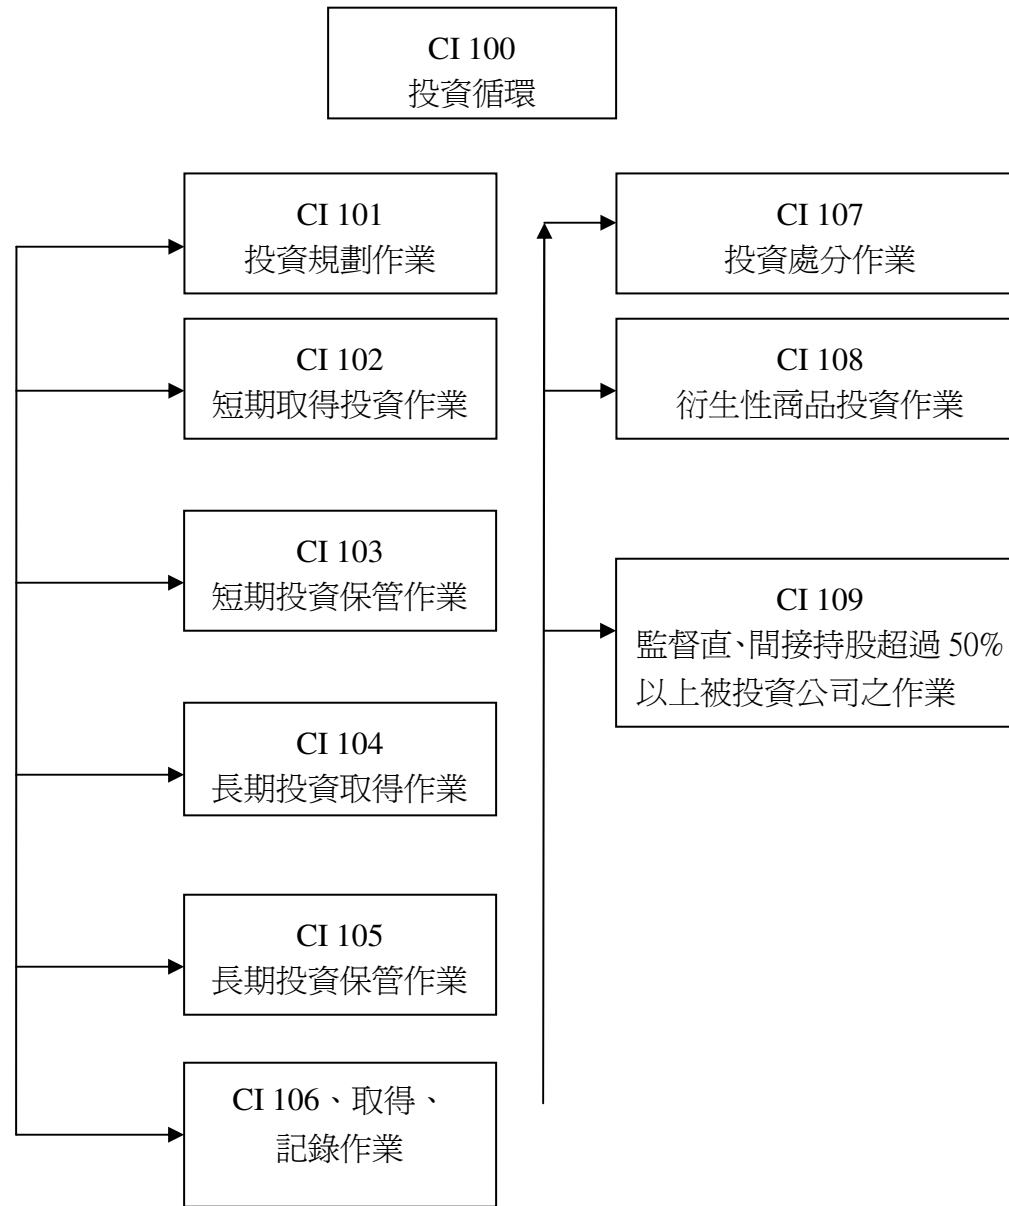 CI 100
投資循環
CI 101
投資規劃作業
CI 102
短期取得投資作業
CI 103
短期投資保管作業
CI 104
長期投資取得作業
CI 105
長期投資保管作業
CI 106、取得、
記錄作業
CI 107
投資處分作業
CI 108
衍生性商品投資作業
CI 109
監督直、間接持股超過 50%
以上被投資公司之作業